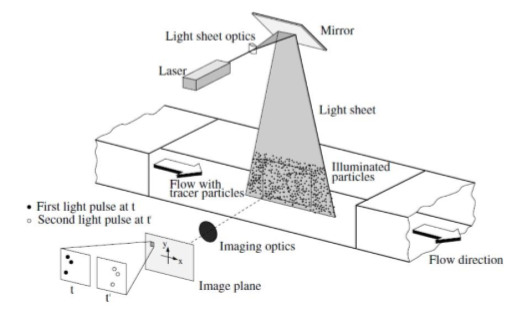 Mirror
Light sheet optics
Laser
Light sheet
Illuminated
particles
Flow with
tracer particles
• First light pulse at t
○ Second light pulse at t'
Imaging optics
Flow direction
y
x
Image plane
t
t'